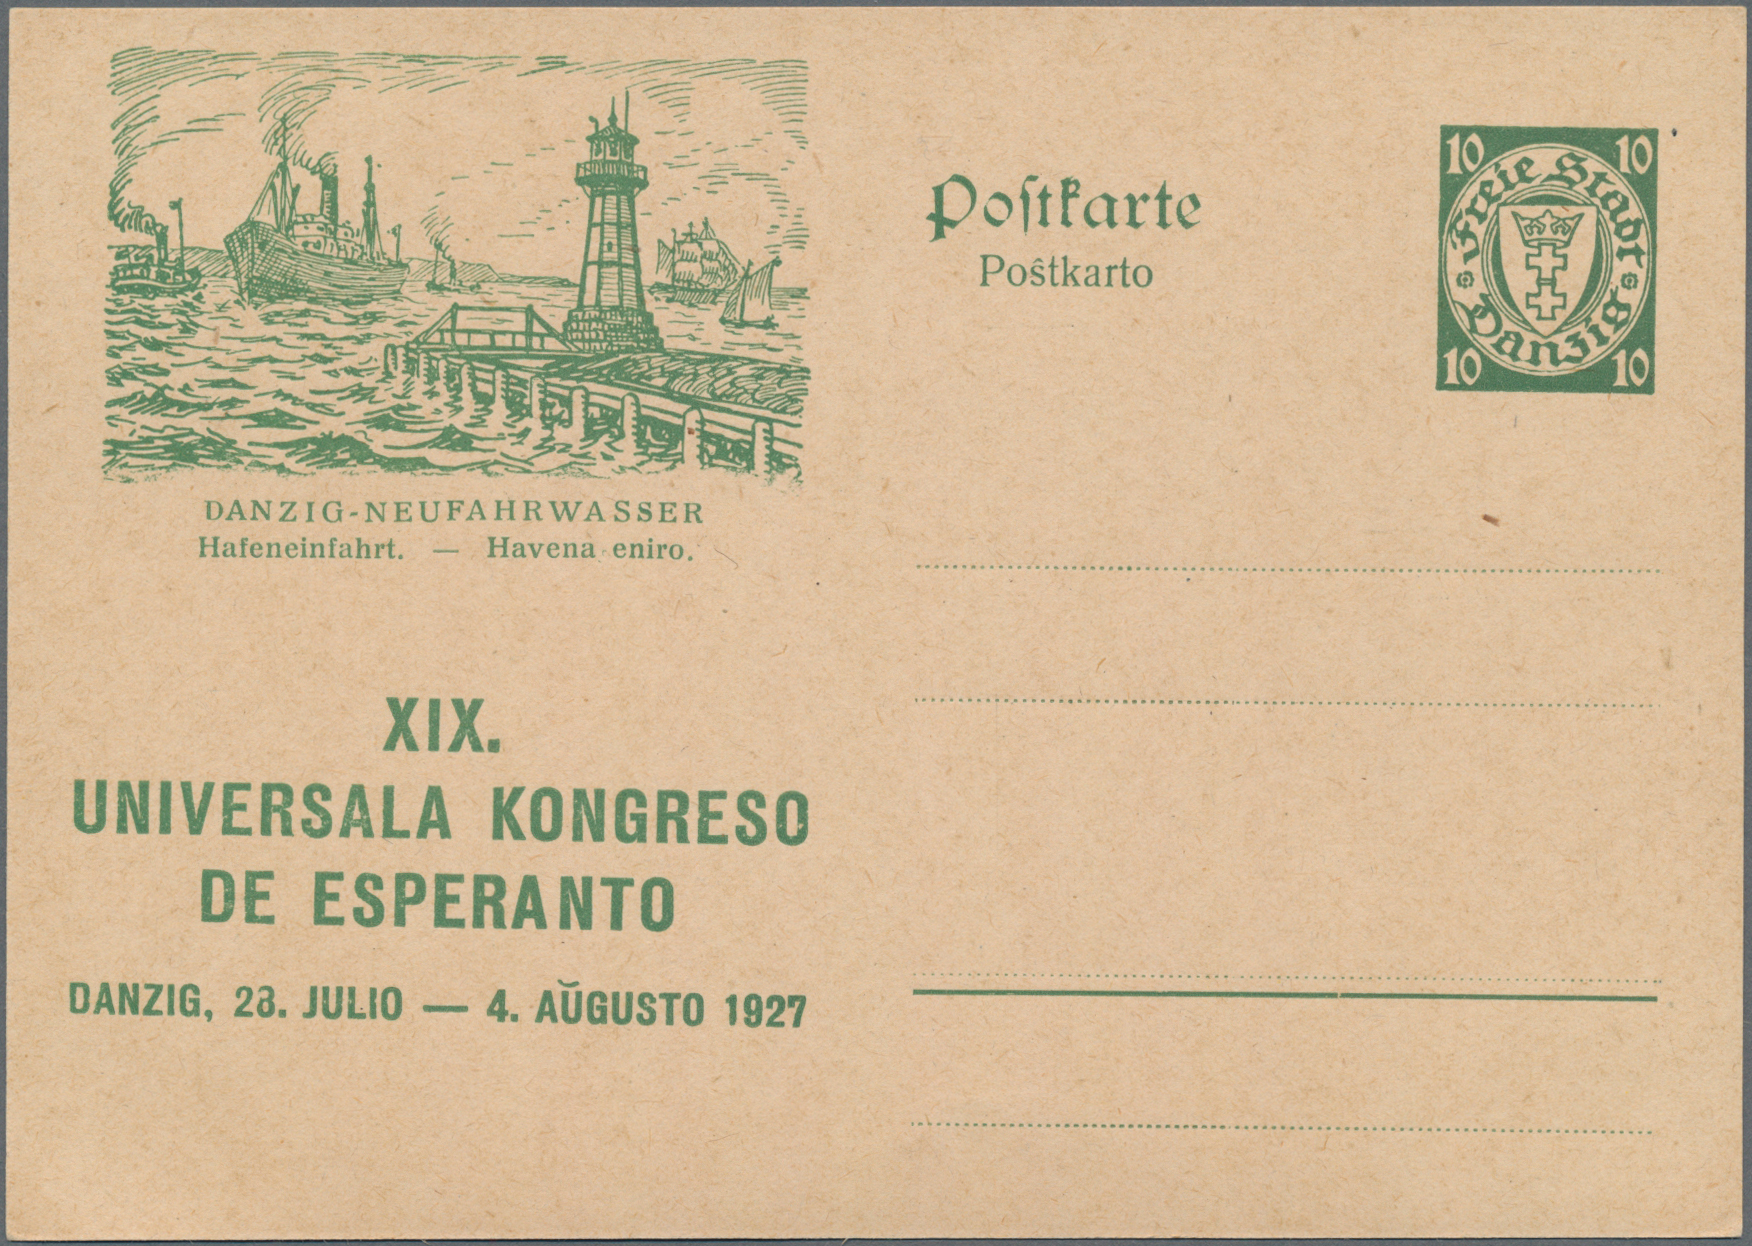 DANZIG-NEUFAHRWASSER
Hafeneinfahrt. — Havena eniro.
XIX.
UNIVERSALA KONGRESO
DE ESPERANTO
DANZIG, 28. JULIO — 4. AŬGUSTO 1927
Poſtkarte
Poŝtkarto
10 10
Freie Stadt
Danzig
10 10